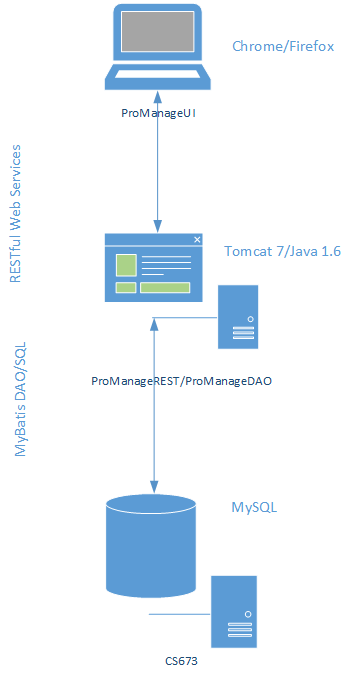 Chrome/Firefox
ProManageUI
RESTful Web Services
Tomcat 7/Java 1.6
MyBatis DAO/SQL
ProManageREST/ProManageDAO
MySQL
CS673